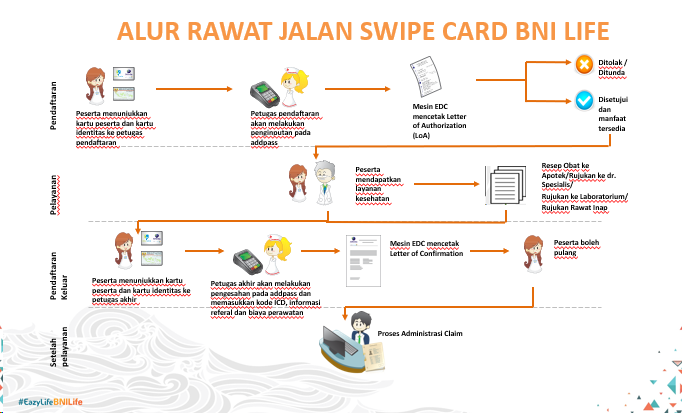 ALUR RAWAT JALAN SWIPE CARD BNI LIFE
Pendaftaran
Peserta menunjukkan
kartu peserta dan kartu
identitas ke petugas
pendaftaran
Petugas pendaftaran
akan melakukan
penginputan pada
addpass
Mesin EDC
mencetak Letter
of Authorization
(LoA)
Ditolak /
Ditunda
Disetujui
dan
manfaat
tersedia
Pelayanan
Peserta
mendapatkan
layanan
kesehatan
Resep Obat ke
Apotek/Rujukan ke dr.
Spesialis/
Rujukan ke Laboratorium/
Rujukan Rawat Inap
Pendaftaran
Keluar
Peserta menunjukkan kartu
peserta dan kartu identitas ke
petugas akhir
Petugas akhir akan melakukan
pengesahan pada addpass dan
memasukkan kode ICD, informasi
referal dan biaya perawatan
Mesin EDC mencetak
Letter of Confirmation
Peserta boleh
pulang
Setelah
pelayanan
Proses Administrasi Claim
#EazyLifeBNILife